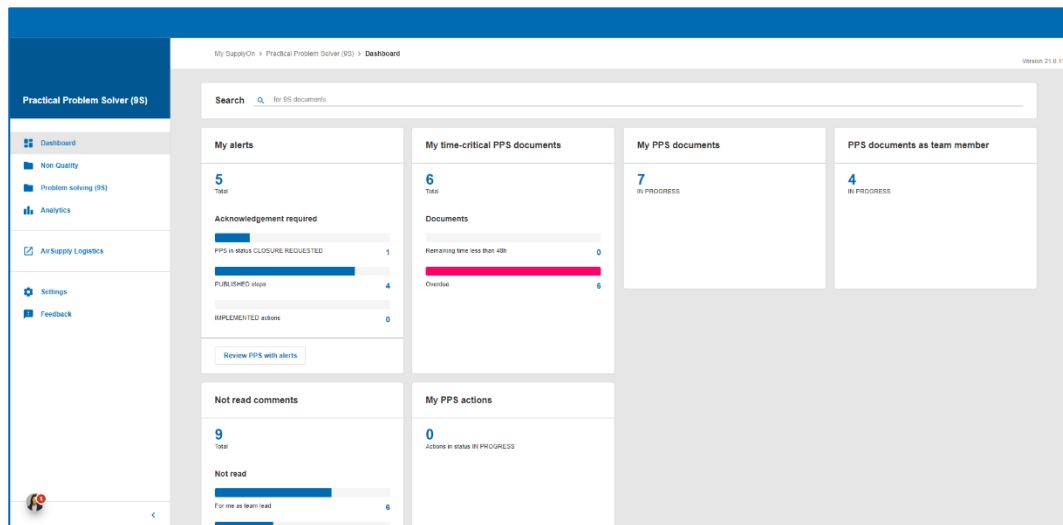 My SupplyOn > Practical Problem Solver (9S) > Dashboard
Version 21.0.1
Practical Problem Solver (9S)
Dashboard
Non Quality
Problem solving (9S)
Analytics
AirSupply Logistics
Settings
Feedback
Search for 9S documents
My alerts
5
Total
Acknowledgement required
PPS in status CLOSURE REQUESTED 1
PUBLISHED steps 4
IMPLEMENTED actions 0
Review PPS with alerts
My time-critical PPS documents
6
Total
Documents
Remaining time less than 48h 0
Overdue 6
My PPS documents
7
IN PROGRESS
PPS documents as team member
4
IN PROGRESS
Not read comments
9
Total
Not read
For me as team lead 6
My PPS actions
0
Actions in status IN PROGRESS